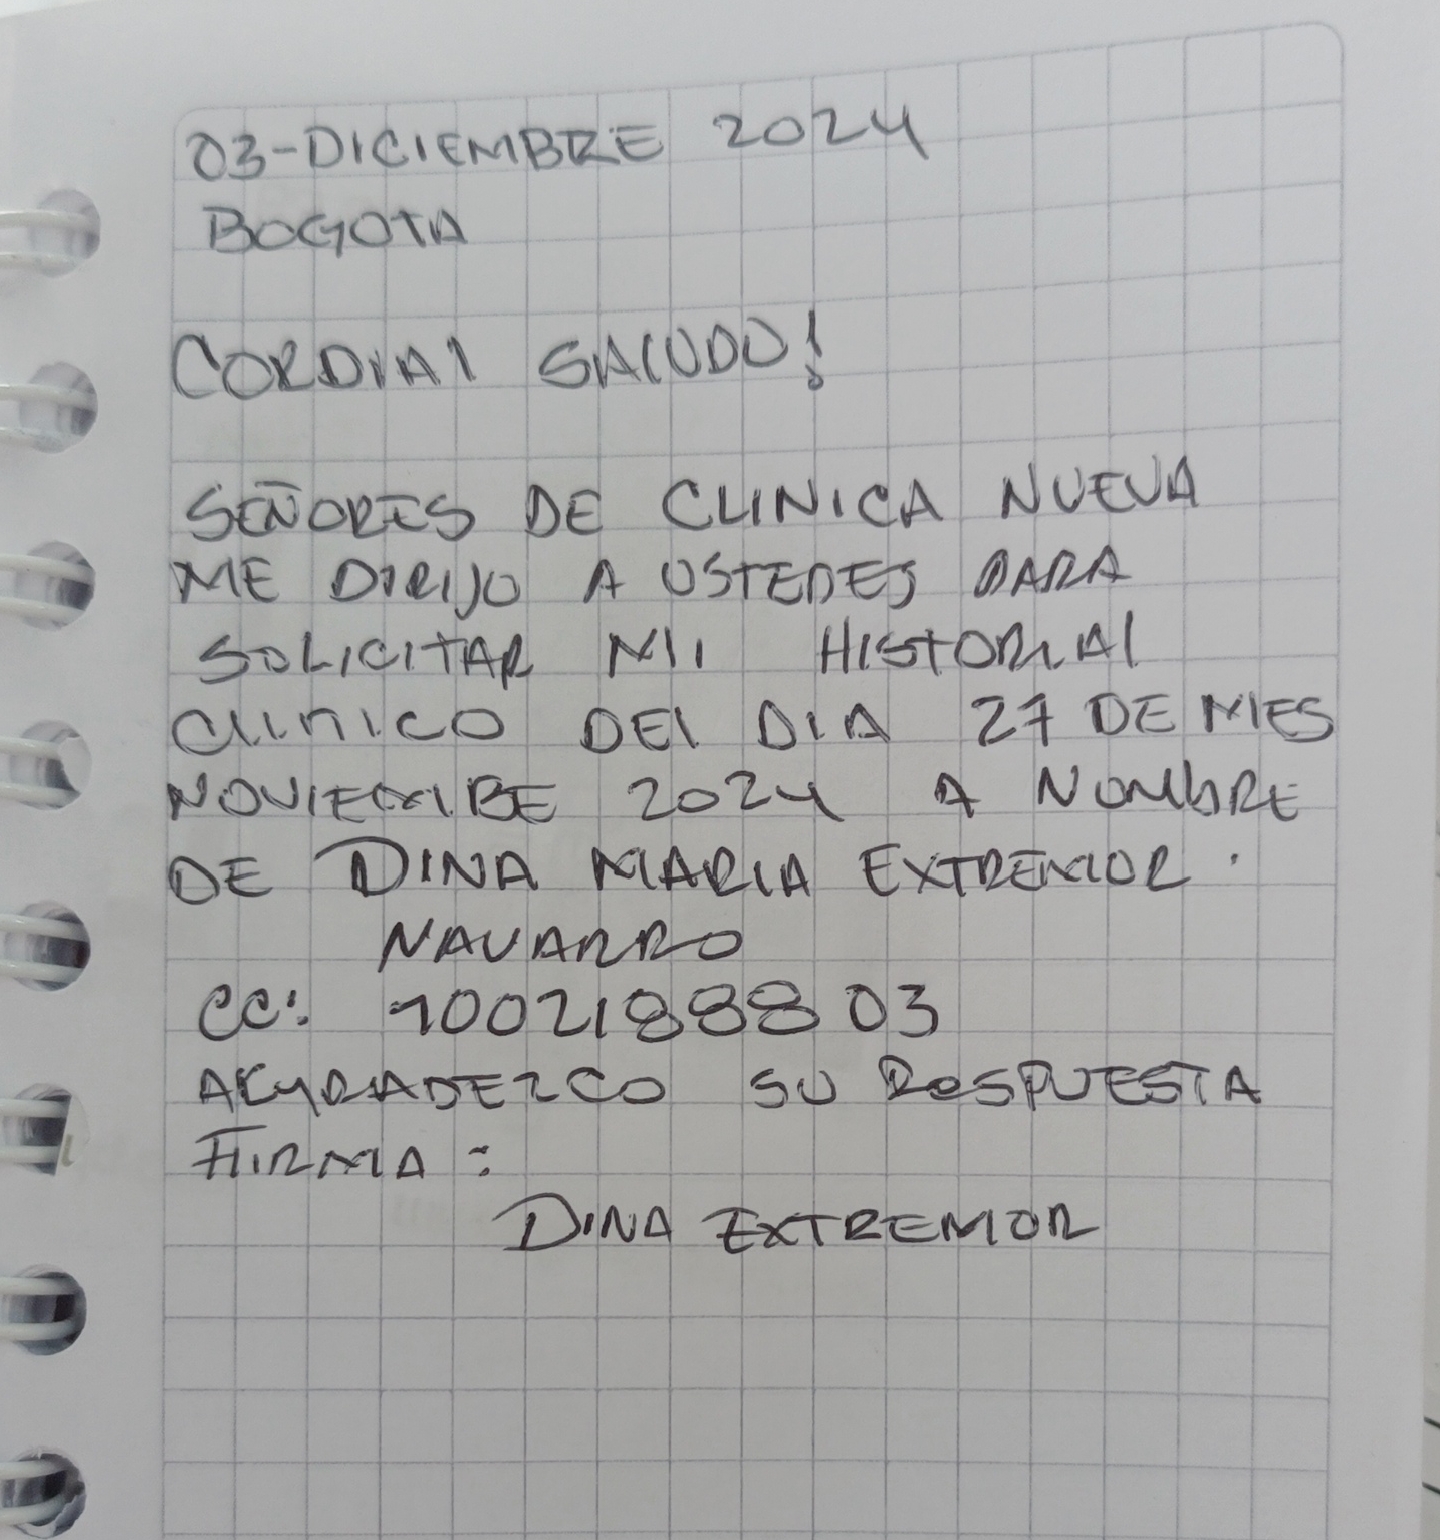 03-DICIEMBRE 2024
BOGOTA
CORDIAl SAlUDO!
SEÑORES DE CLINICA NUEVA
ME DIRIJO A USTEDES PARA
SOLICITAR MII HISTORIAl
ClINICO DEl DIA 27 DE MES
NOVIEMBE 2024 A NOMbRE
DE DINA MARIA EXTREMOR.
NAVARRO
CC: 1002188803
AGRADEZCO SU ReSPUESTA
FIRMA:
DINA EXTREMOR